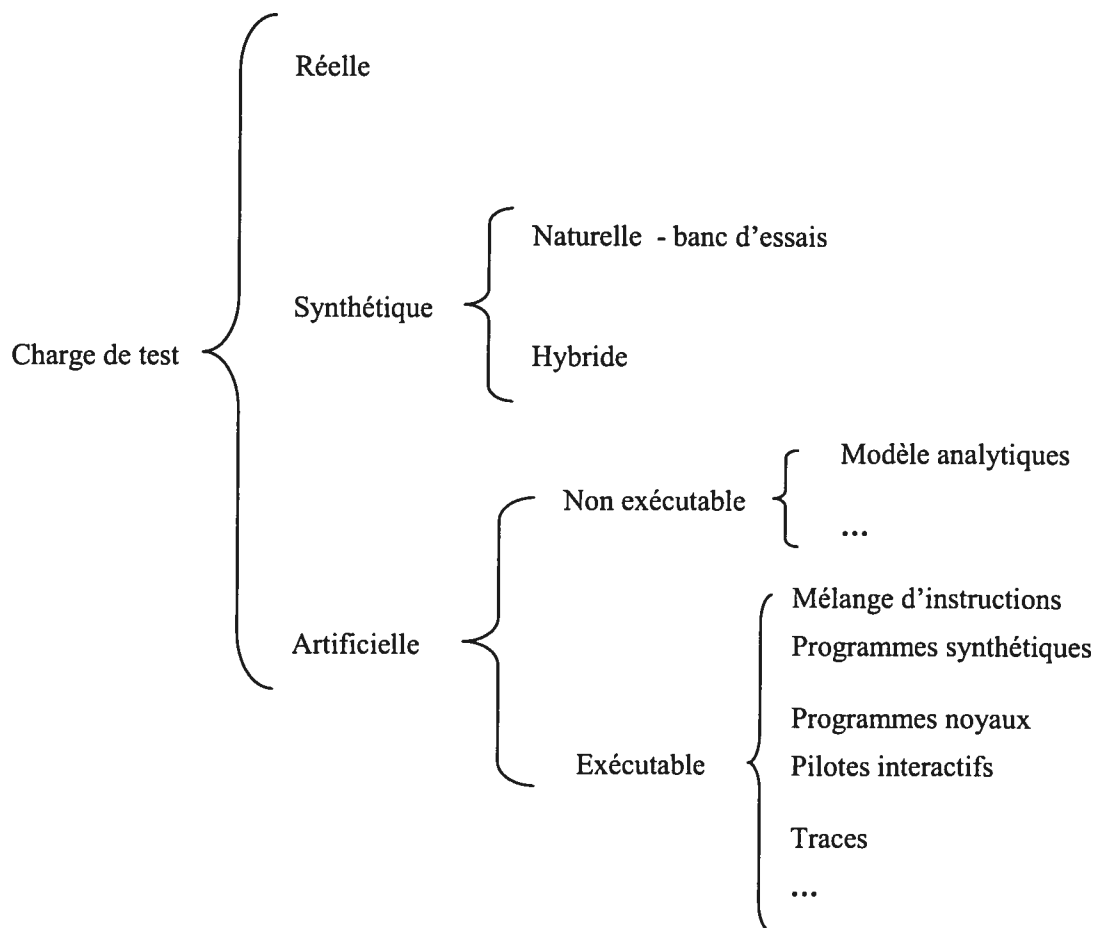 Réelle
Naturelle - banc d'essais
Synthétique
Charge de test
Hybride
Modèle analytiques
Non exécutable
...
Mélange d'instructions
Artificielle
Programmes synthétiques
Programmes noyaux
Exécutable
Pilotes interactifs
Traces
...